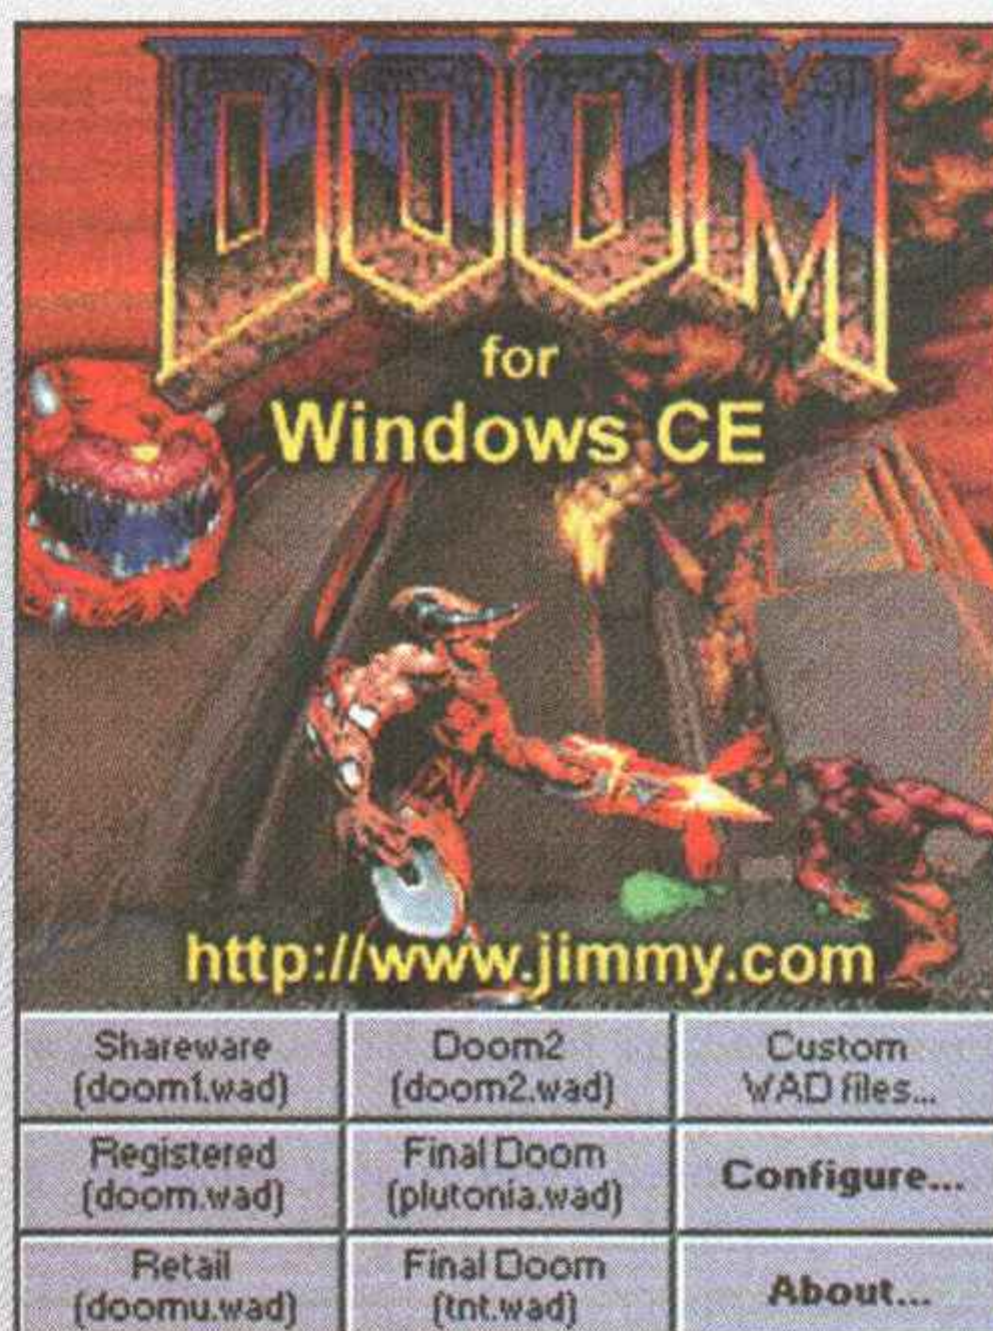 DOOM
for
Windows CE
http://www.jimmy.com
Shareware
(doom1.wad)
Doom2
(doom2.wad)
Custom
WAD files...
Registered
(doom.wad)
Final Doom
(plutonia.wad)
Configure...
Retail
(doomu.wad)
Final Doom
(tnt.wad)
About...